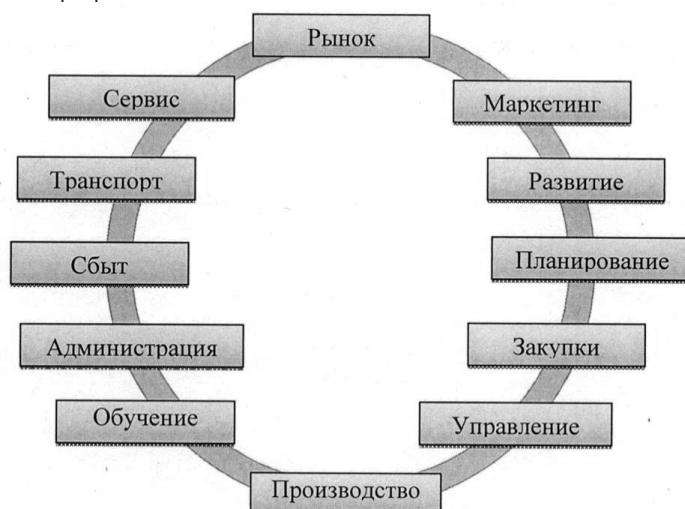 Рынок
Маркетинг
Развитие
Планирование
Закупки
Управление
Производство
Обучение
Администрация
Сбыт
Транспорт
Сервис